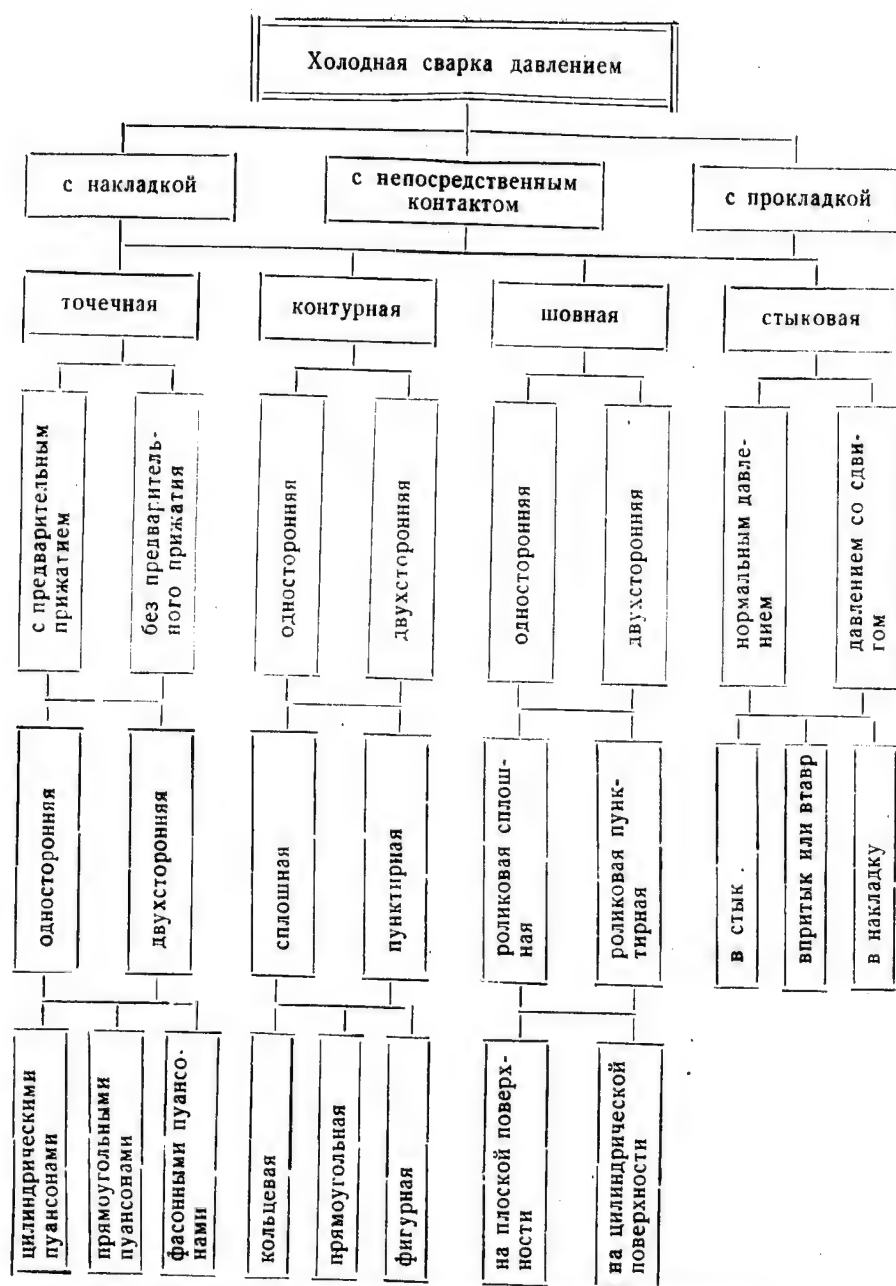 Холодная сварка давлением
с накладкой
с непосредственным
контактом
с прокладкой
точечная
контурная
шовная
стыковая
с предварительным
прижатием
без предваритель-
ного прижатия
односторонняя
двухсторонняя
односторонняя
двухсторонняя
нормальным давле-
нием
давлением со сдви-
гом
односторонняя
двухсторонняя
сплошная
пунктирная
роликовая сплош-
ная
роликовая пунк-
тирная
в стык
впритык или втавр
в накладку
цилиндрическими
пуансонами
прямоугольными
пуансонами
фасонными пуансо-
нами
кольцевая
прямоугольная
фигурная
на плоской поверх-
ности
на цилиндрической
поверхности